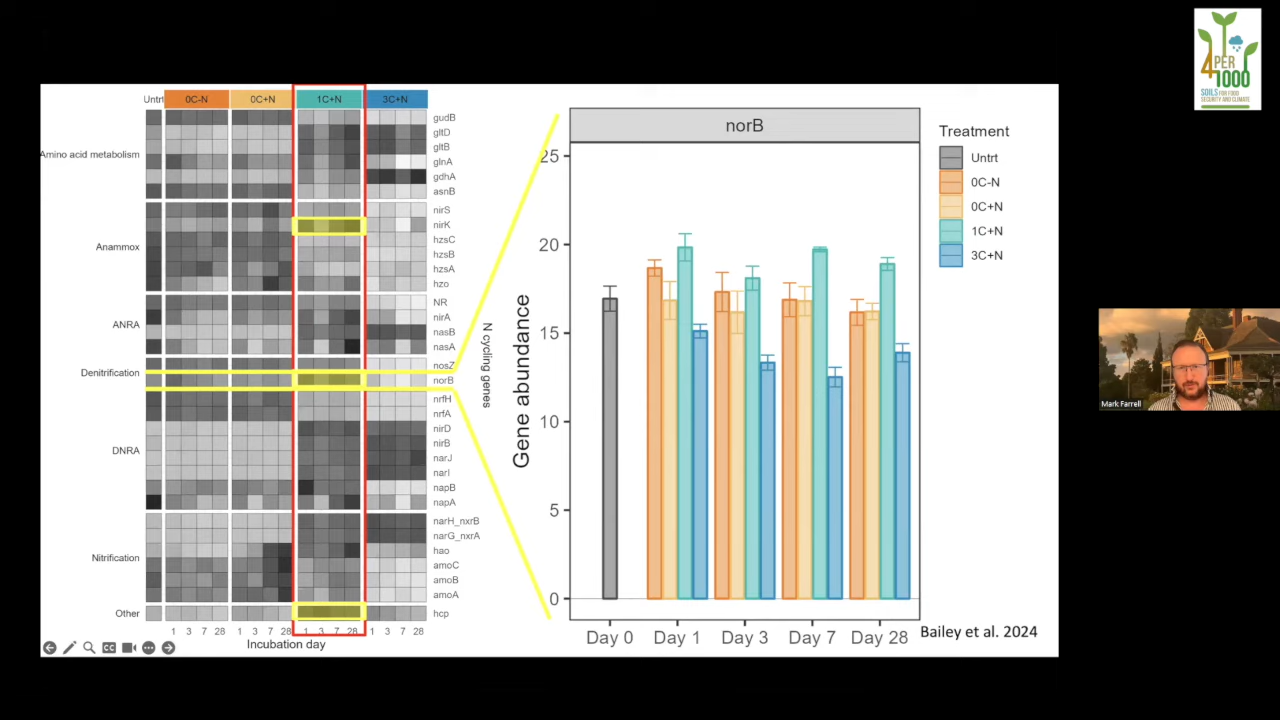 4 PER
1000
SOILS FOR FOOD
SECURITY AND CLIMATE
Untrt 0C-N 0C+N 1C+N 3C+N
Amino acid metabolism
gudB
gltD
gltB
glnA
gdhA
asnB
Anammox
nirS
nirK
hzsC
hzsB
hzsA
hzo
ANRA
NR
nirA
nasB
nasA
Denitrification
nosZ
norB
DNRA
nrfH
nrfA
nirD
nirB
narJ
narI
napB
napA
Nitrification
narH_nxrB
narG_nxrA
hao
amoC
amoB
amoA
Other
hcp
1 3 7 28 1 3 7 28 1 3 7 28 1 3 7 28
Incubation day
N cycling genes
norB
Gene abundance
25
20
15
10
5
0
Day 0 Day 1 Day 3 Day 7 Day 28
Treatment
Untrt
0C-N
0C+N
1C+N
3C+N
Bailey et al. 2024
CC
Mark Farrell